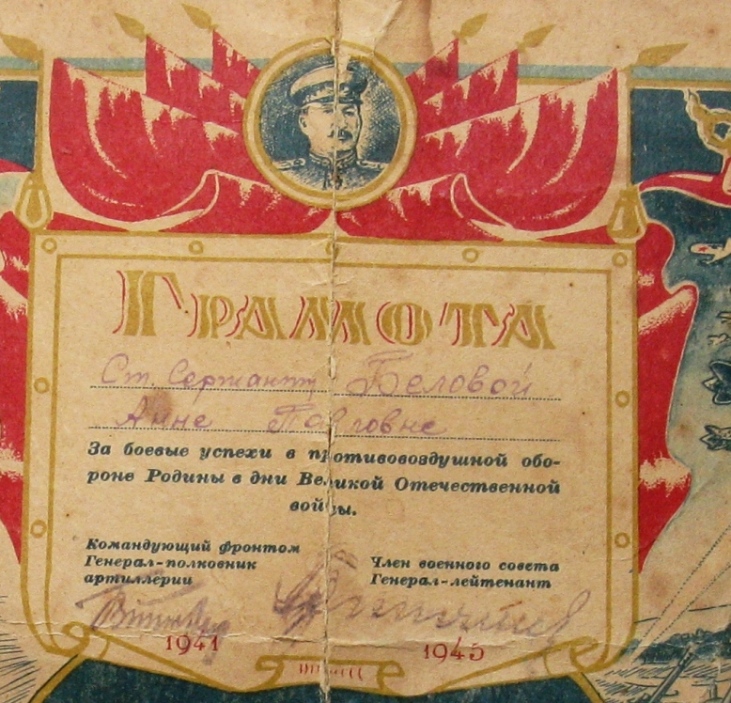 Грамота
Ст. Сержанту Беловой
Анне Павловне
За боевые успехи в противовоздушной обо-
роне Родины в дни Великой Отечественной
войны.
Командующий фронтом
Генерал-полковник
артиллерии
Член военного совета
Генерал-лейтенант
1941
1945